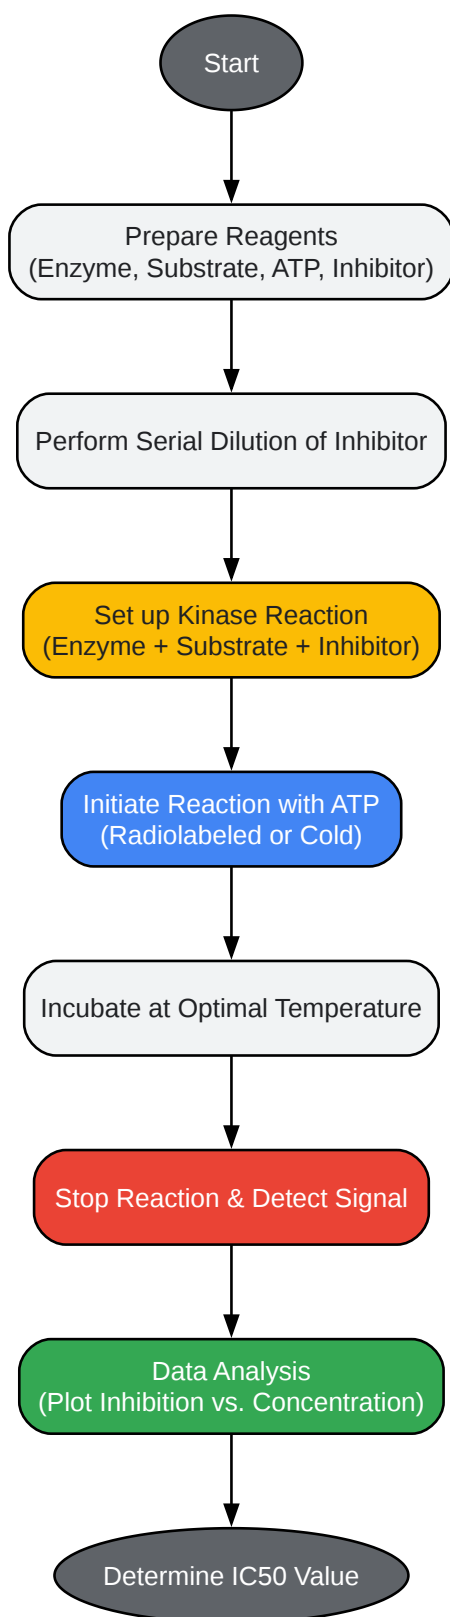 Start
Prepare Reagents
(Enzyme, Substrate, ATP, Inhibitor)
Perform Serial Dilution of Inhibitor
Set up Kinase Reaction
(Enzyme + Substrate + Inhibitor)
Initiate Reaction with ATP
(Radiolabeled or Cold)
Incubate at Optimal Temperature
Stop Reaction & Detect Signal
Data Analysis
(Plot Inhibition vs. Concentration)
Determine IC50 Value